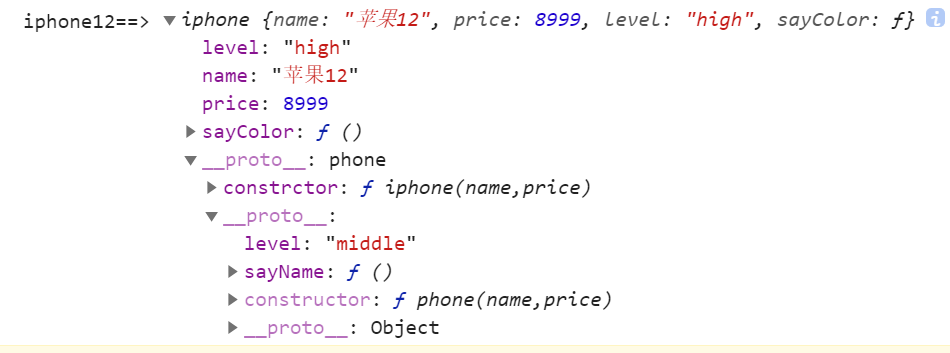 iphone12==> ▼iphone {name: "苹果12", price: 8999, level: "high", sayColor: ƒ} i
level: "high"
name: "苹果12"
price: 8999
▶sayColor: ƒ ()
▼__proto__: phone
▶constrctor: ƒ iphone(name,price)
▼__proto__:
level: "middle"
▶sayName: ƒ ()
▶constructor: ƒ phone(name,price)
▶__proto__: Object